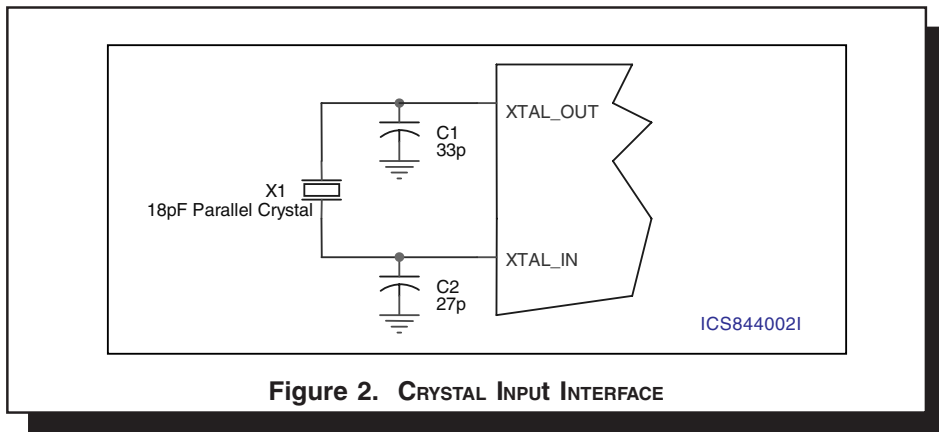 XTAL_OUT
C1
33p
X1
18pF Parallel Crystal
XTAL_IN
C2
27p
ICS844002I
Figure 2. CRYSTAL INPUt INTERFACE